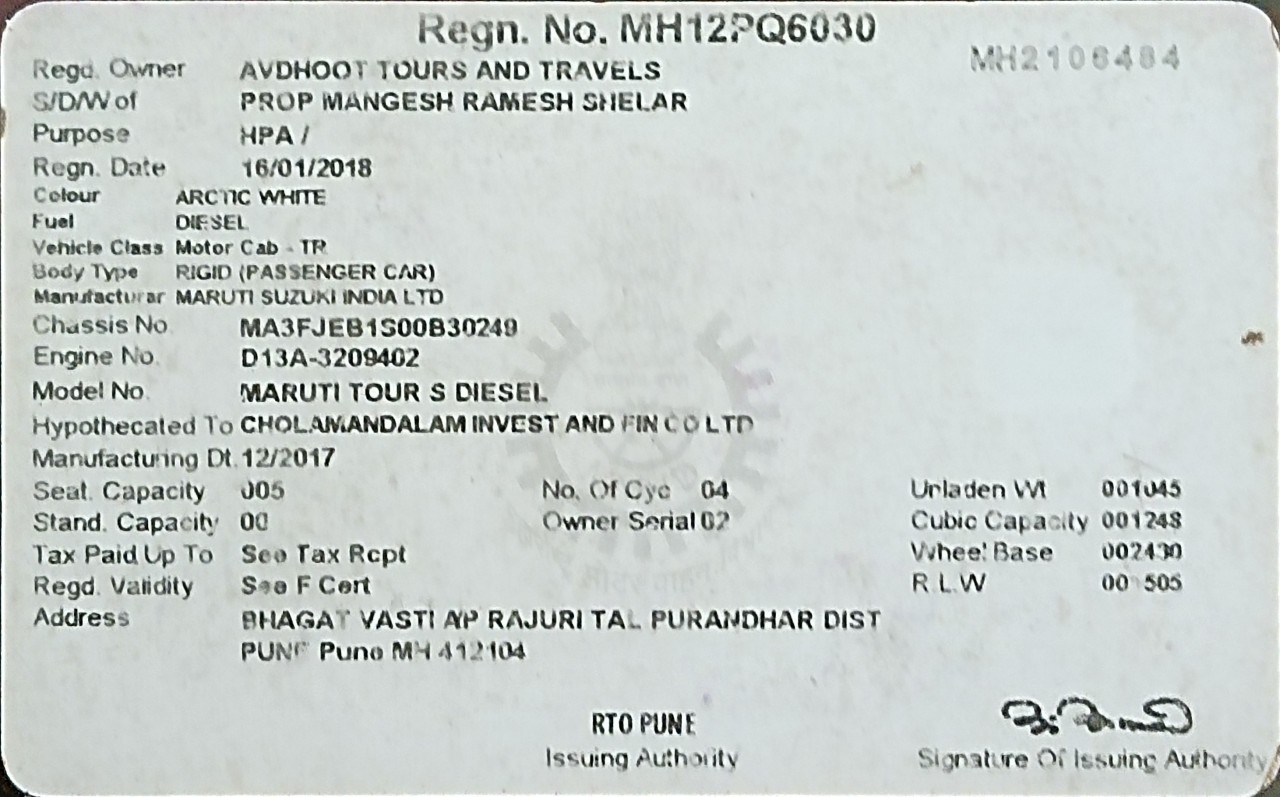 Regn. No. MH12PQ6030
MH2106484
Regd. Owner AVDHOOT TOURS AND TRAVELS
S/D/W of PROP MANGESH RAMESH SHELAR
Purpose HPA /
Regn. Date 16/01/2018
Colour ARCTIC WHITE
Fuel DIESEL
Vehicle Class Motor Cab - TR
Body Type RIGID (PASSENGER CAR)
Manufacturar MARUTI SUZUKI INDIA LTD
Chassis No. MA3FJEB1S00B30249
Engine No. D13A-3209402
Model No. MARUTI TOUR S DIESEL
Hypothecated To CHOLAMANDALAM INVEST AND FIN CO LTD
Manufacturing Dt. 12/2017
Seat. Capacity 005 No. Of Cyc 04 Unladen Wt 001045
Stand. Capacity 00 Owner Serial 02 Cubic Capacity 001248
Tax Paid Up To See Tax Rcpt Wheel Base 002430
Regd. Validity See F Cert R.L.W 00 505
Address BHAGAT VASTI A/P RAJURI TAL PURANDHAR DIST
PUNE Pune MH 412104
RTO PUNE
Issuing Authority
Signature Of Issuing Authority